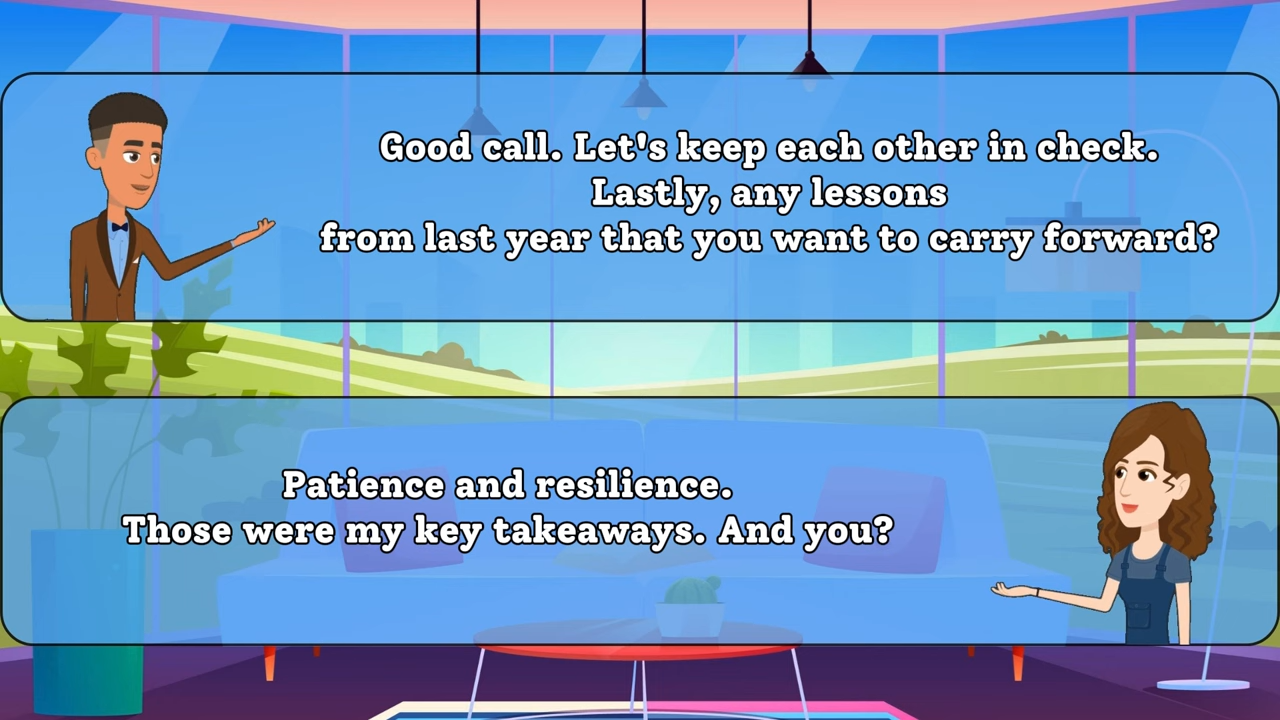 Good call. Let's keep each other in check.
Lastly, any lessons
from last year that you want to carry forward?
Patience and resilience.
Those were my key takeaways. And you?